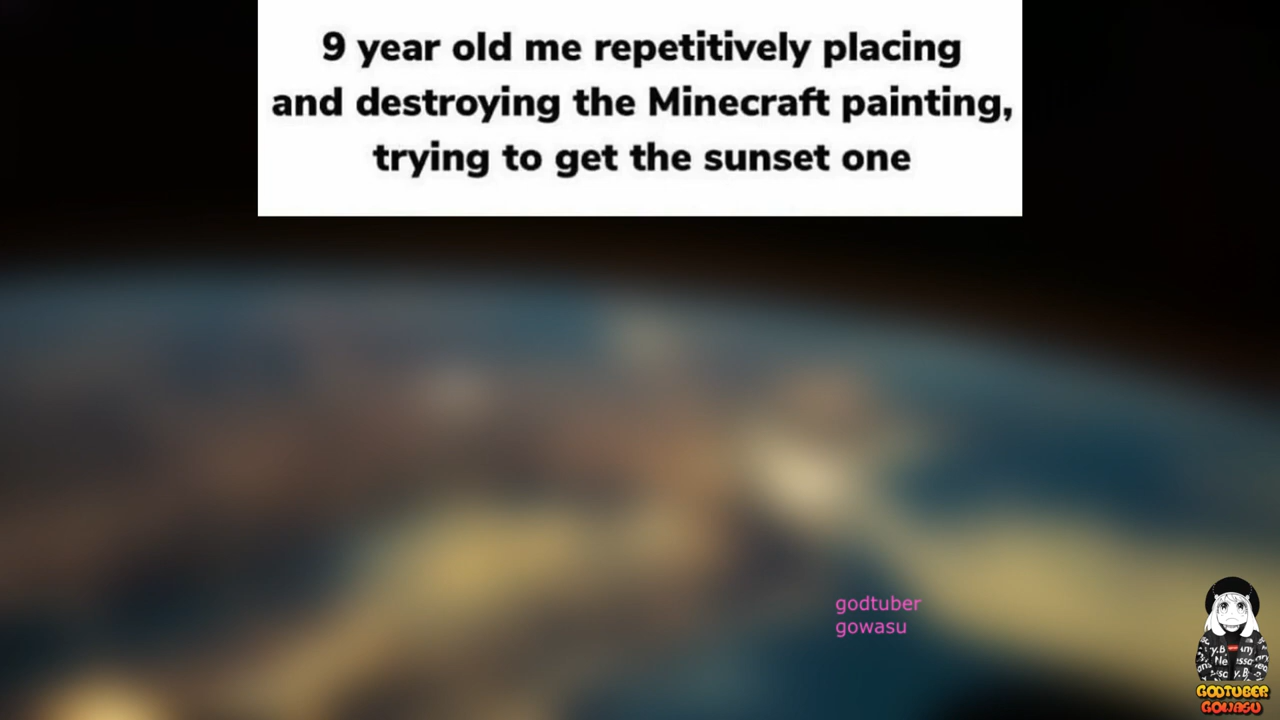 9 year old me repetitively placing
and destroying the Minecraft painting,
trying to get the sunset one
godtuber
gowasu
GODTUBER
GOWASU